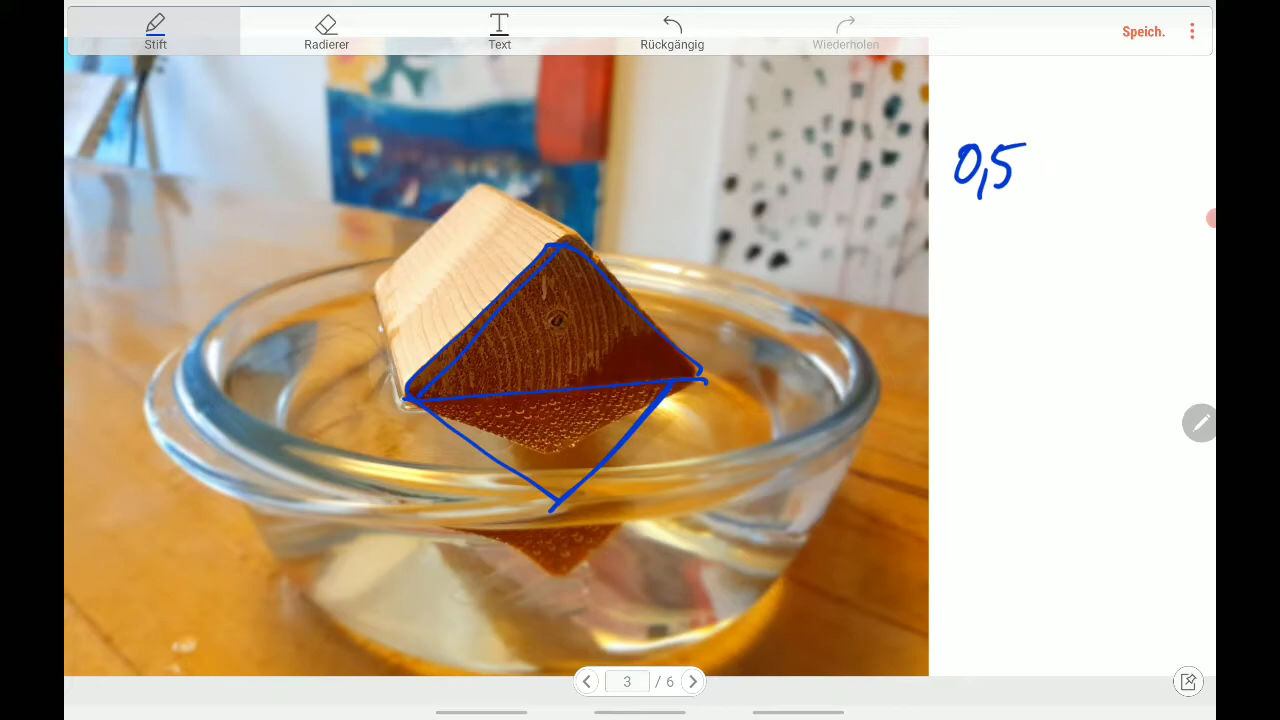 Stift
Radierer
Text
Rückgängig
Wiederholen
Speich.
0,5
3 / 6